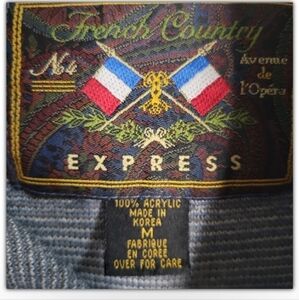 French Country
No 4
Avenue
de
l'Opéra
EXPRESS
100% ACRYLIC
MADE IN
KOREA
M
FABRIQUE
EN COREE
OVER FOR CARE